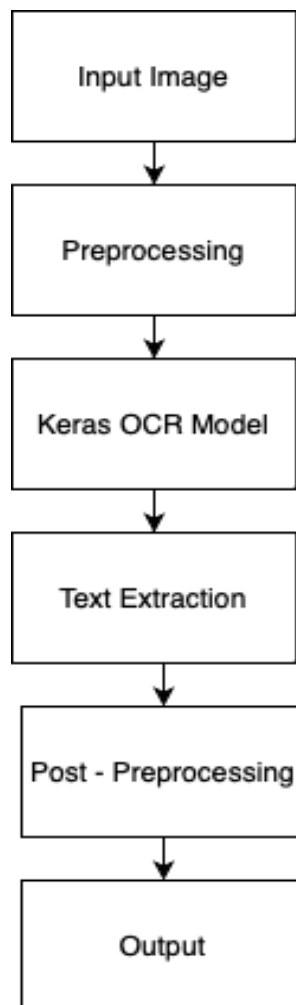 Input Image
Preprocessing
Keras OCR Model
Text Extraction
Post - Preprocessing
Output